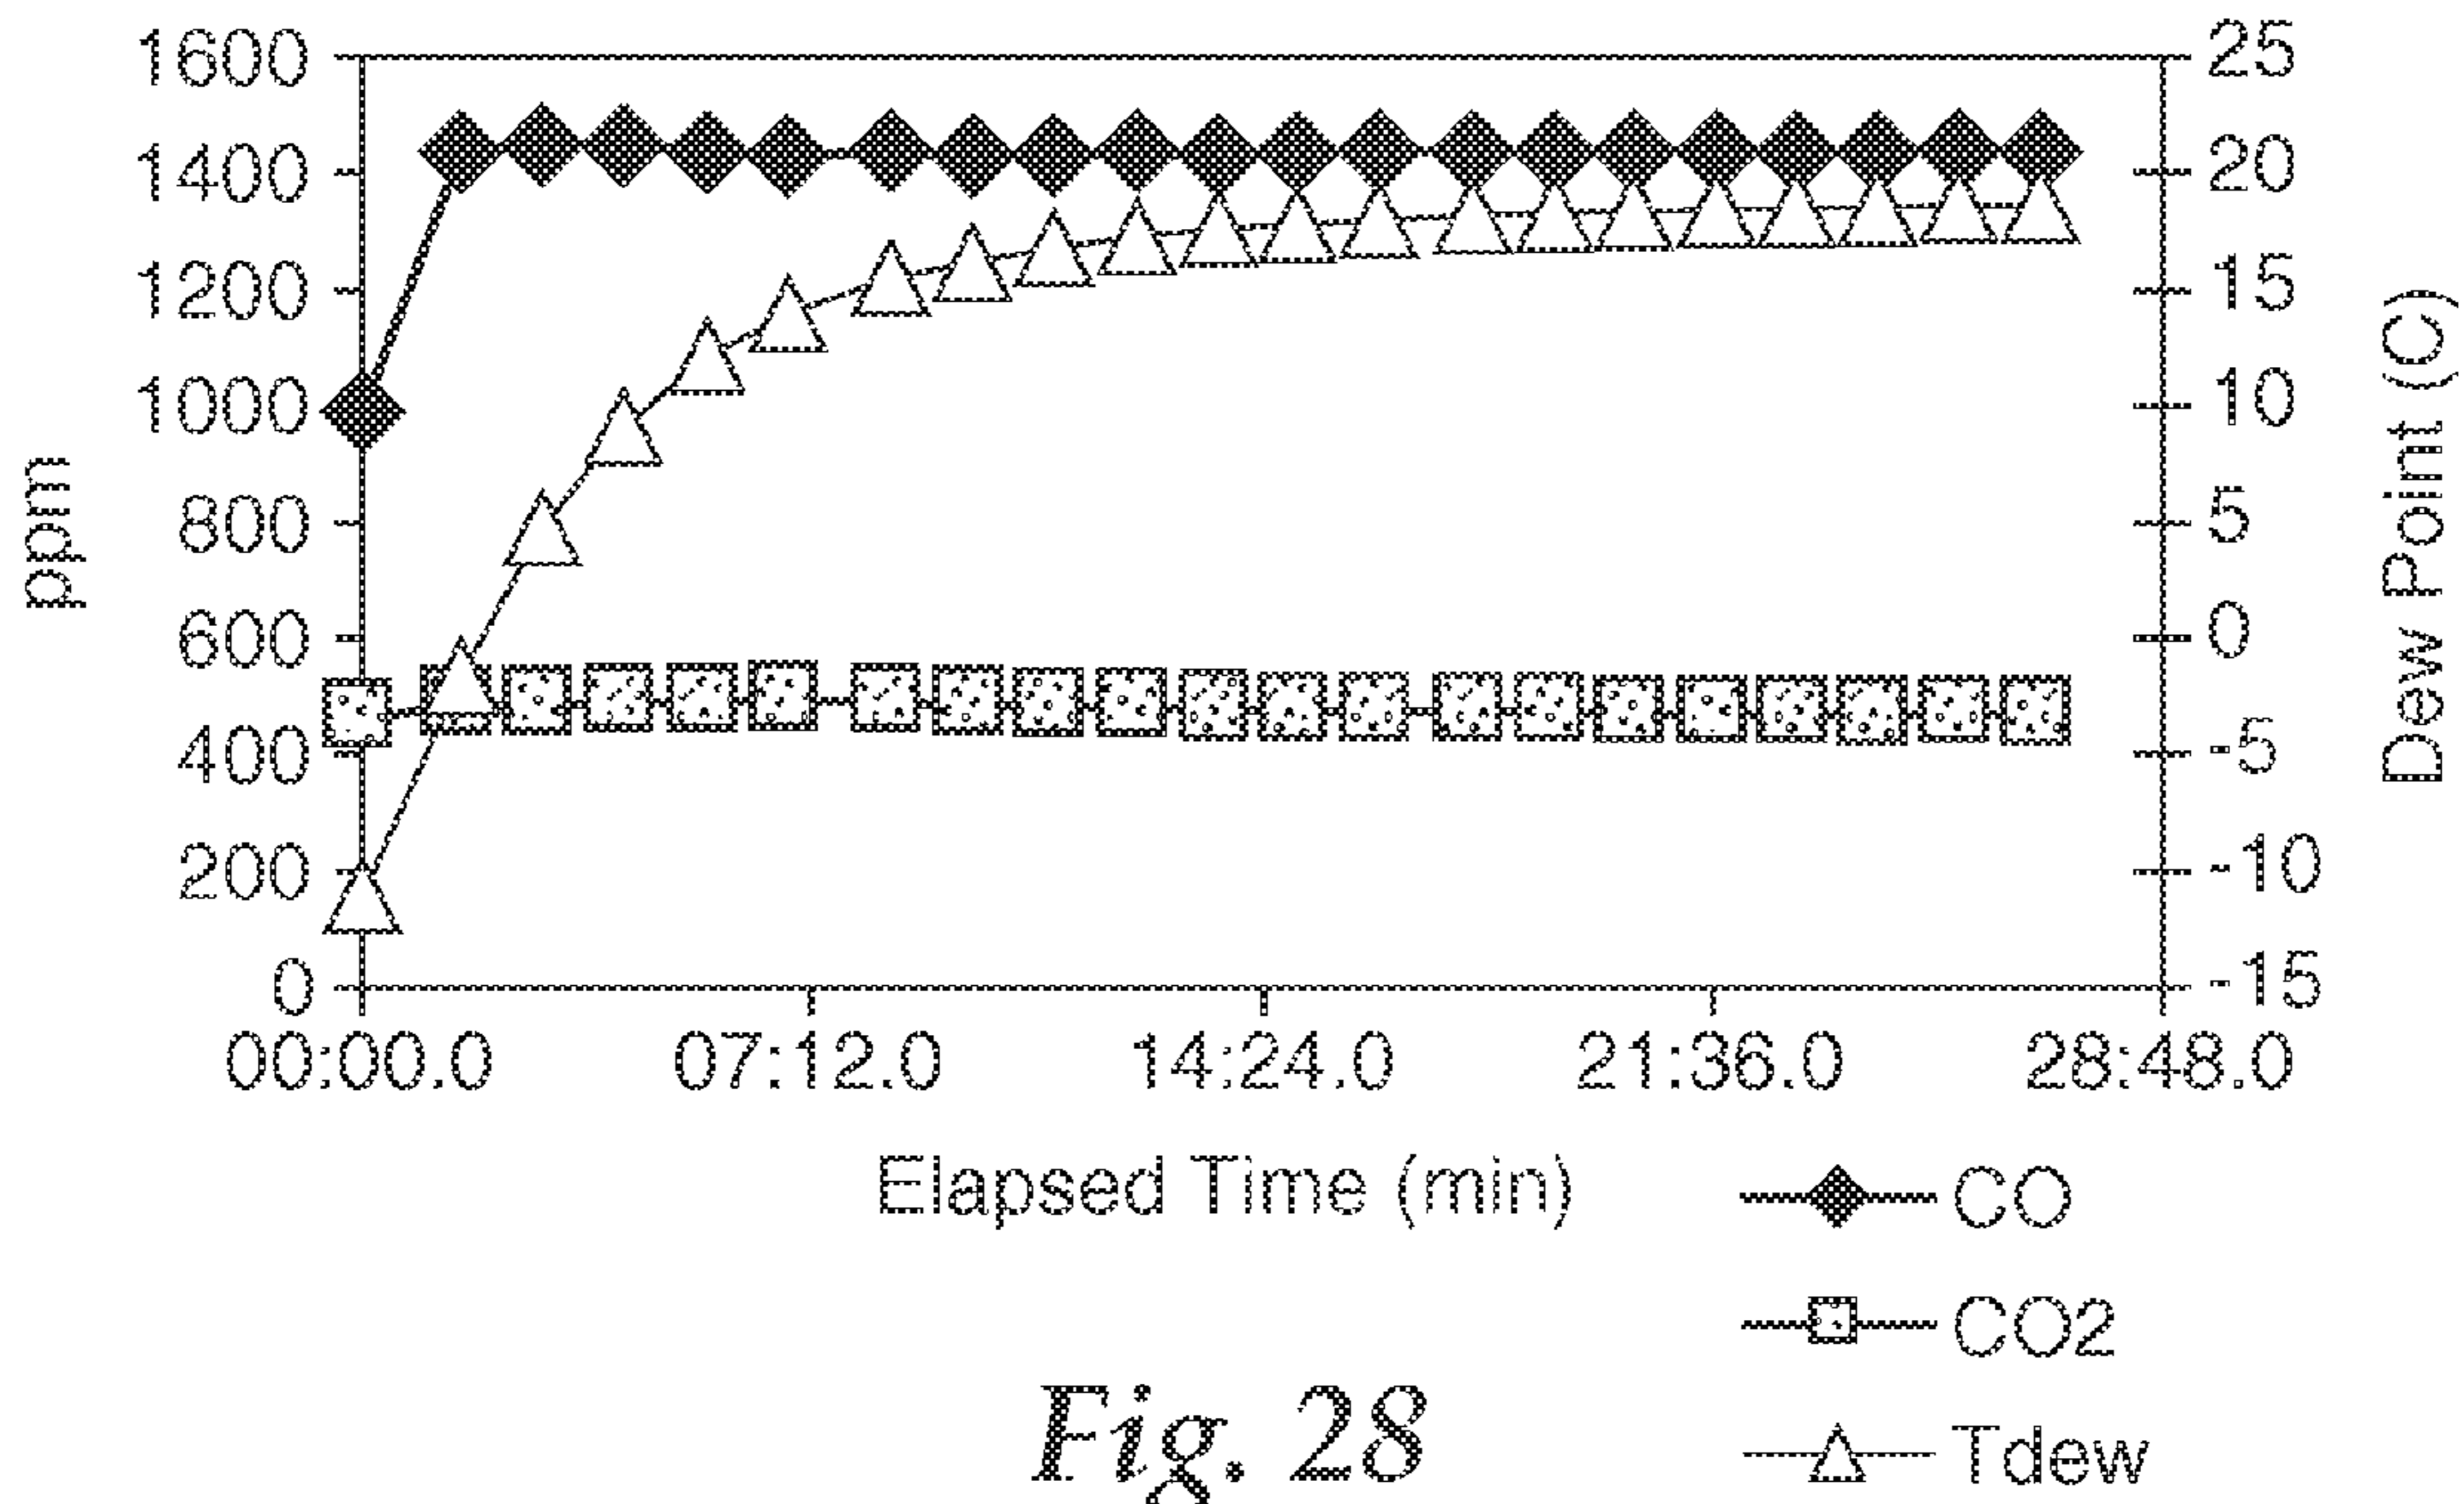 1600
1400
1200
1000
800
600
400
200
0
ppm
25
20
15
10
5
0
-5
-10
-15
Dew Point (C)
00:00.0 07:12.0 14:24.0 21:36.0 28:48.0
Elapsed Time (min)
CO
CO2
Tdew
Fig. 28